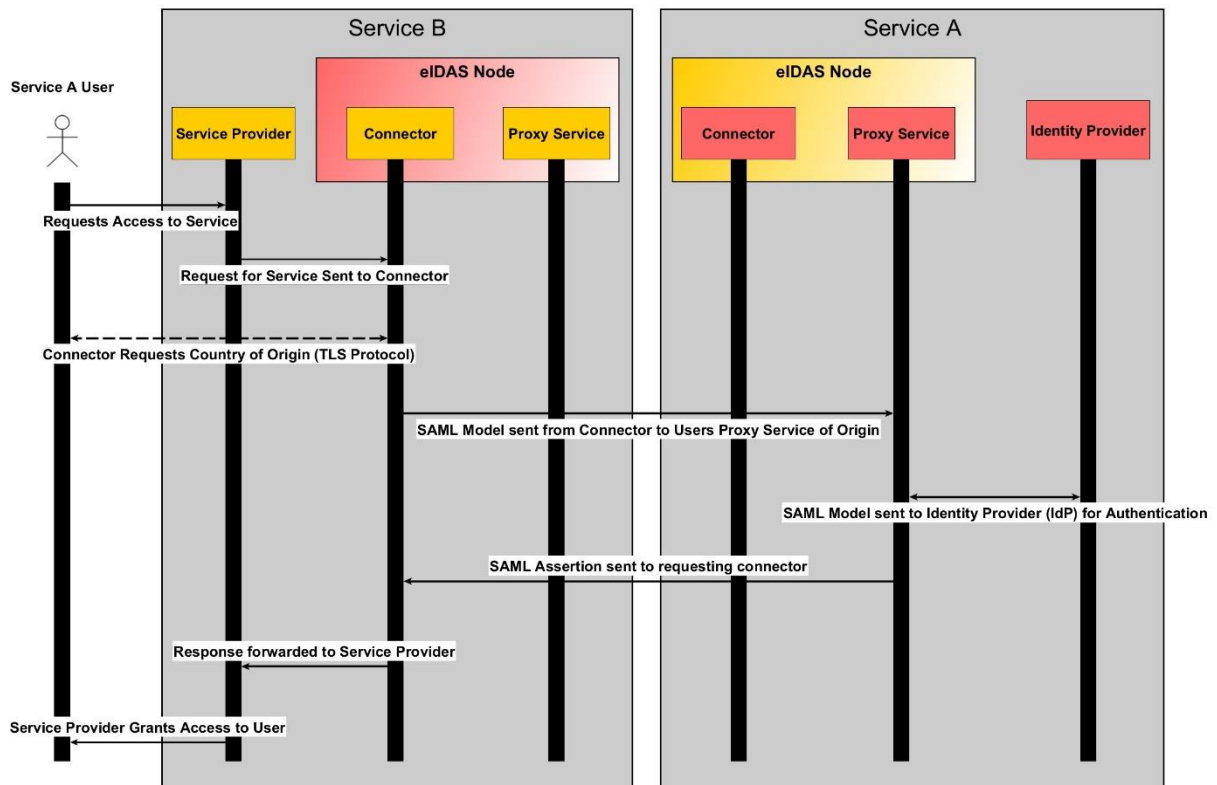 Service B
Service A
eIDAS Node
eIDAS Node
Service A User
Service Provider
Connector
Proxy Service
Connector
Proxy Service
Identity Provider
Requests Access to Service
Request for Service Sent to Connector
Connector Requests Country of Origin (TLS Protocol)
SAML Model sent from Connector to Users Proxy Service of Origin
SAML Model sent to Identity Provider (IdP) for Authentication
SAML Assertion sent to requesting connector
Response forwarded to Service Provider
Service Provider Grants Access to User